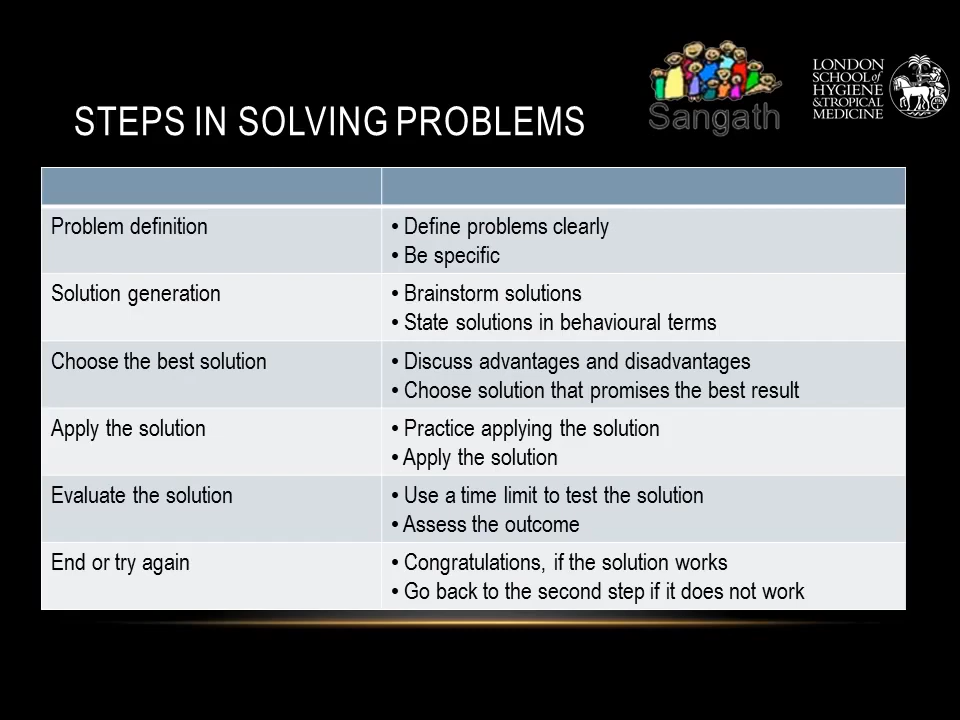 STEPS IN SOLVING PROBLEMS
Sangath
LONDON
SCHOOL of
HYGIENE
& TROPICAL
MEDICINE
Problem definition
• Define problems clearly
• Be specific
Solution generation
• Brainstorm solutions
• State solutions in behavioural terms
Choose the best solution
• Discuss advantages and disadvantages
• Choose solution that promises the best result
Apply the solution
• Practice applying the solution
• Apply the solution
Evaluate the solution
• Use a time limit to test the solution
• Assess the outcome
End or try again
• Congratulations, if the solution works
• Go back to the second step if it does not work